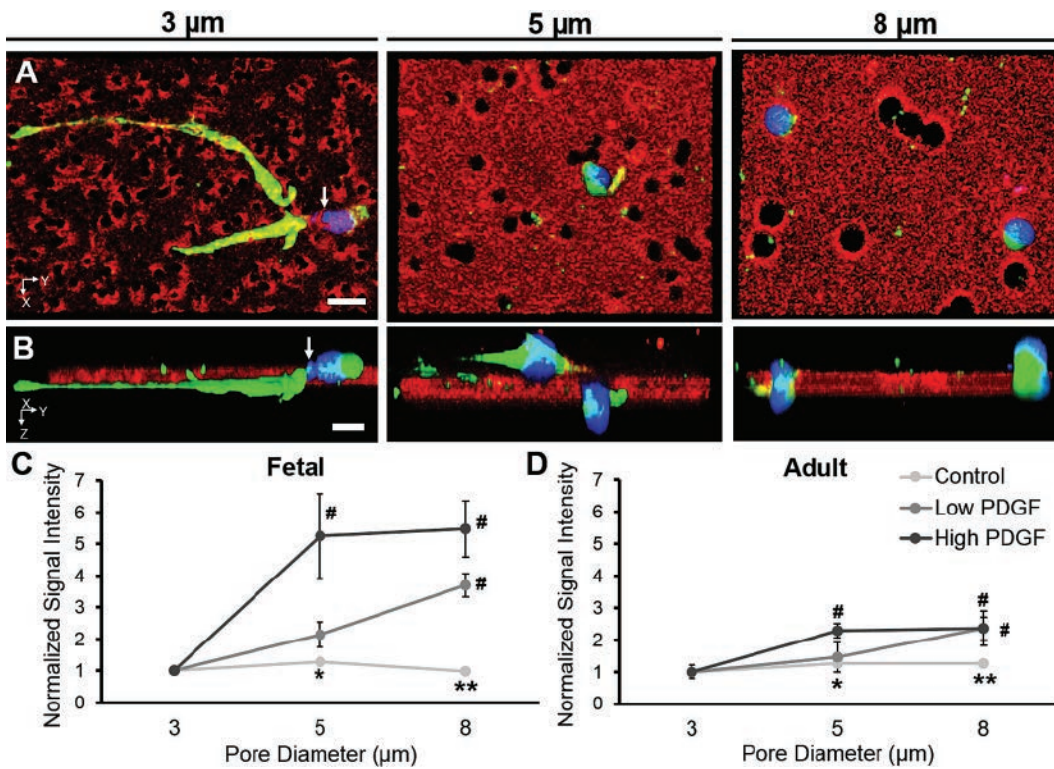 3 µm 5 µm 8 µm
A
Y
X
B
X
Y
Z
C Fetal
Normalized Signal Intensity
7
6
5
4
3
2
1
0
#
#
#
*
**
3 5 8
Pore Diameter (µm)
D Adult
Control
Low PDGF
High PDGF
Normalized Signal Intensity
7
6
5
4
3
2
1
0
#
#
#
*
**
3 5 8
Pore Diameter (µm)